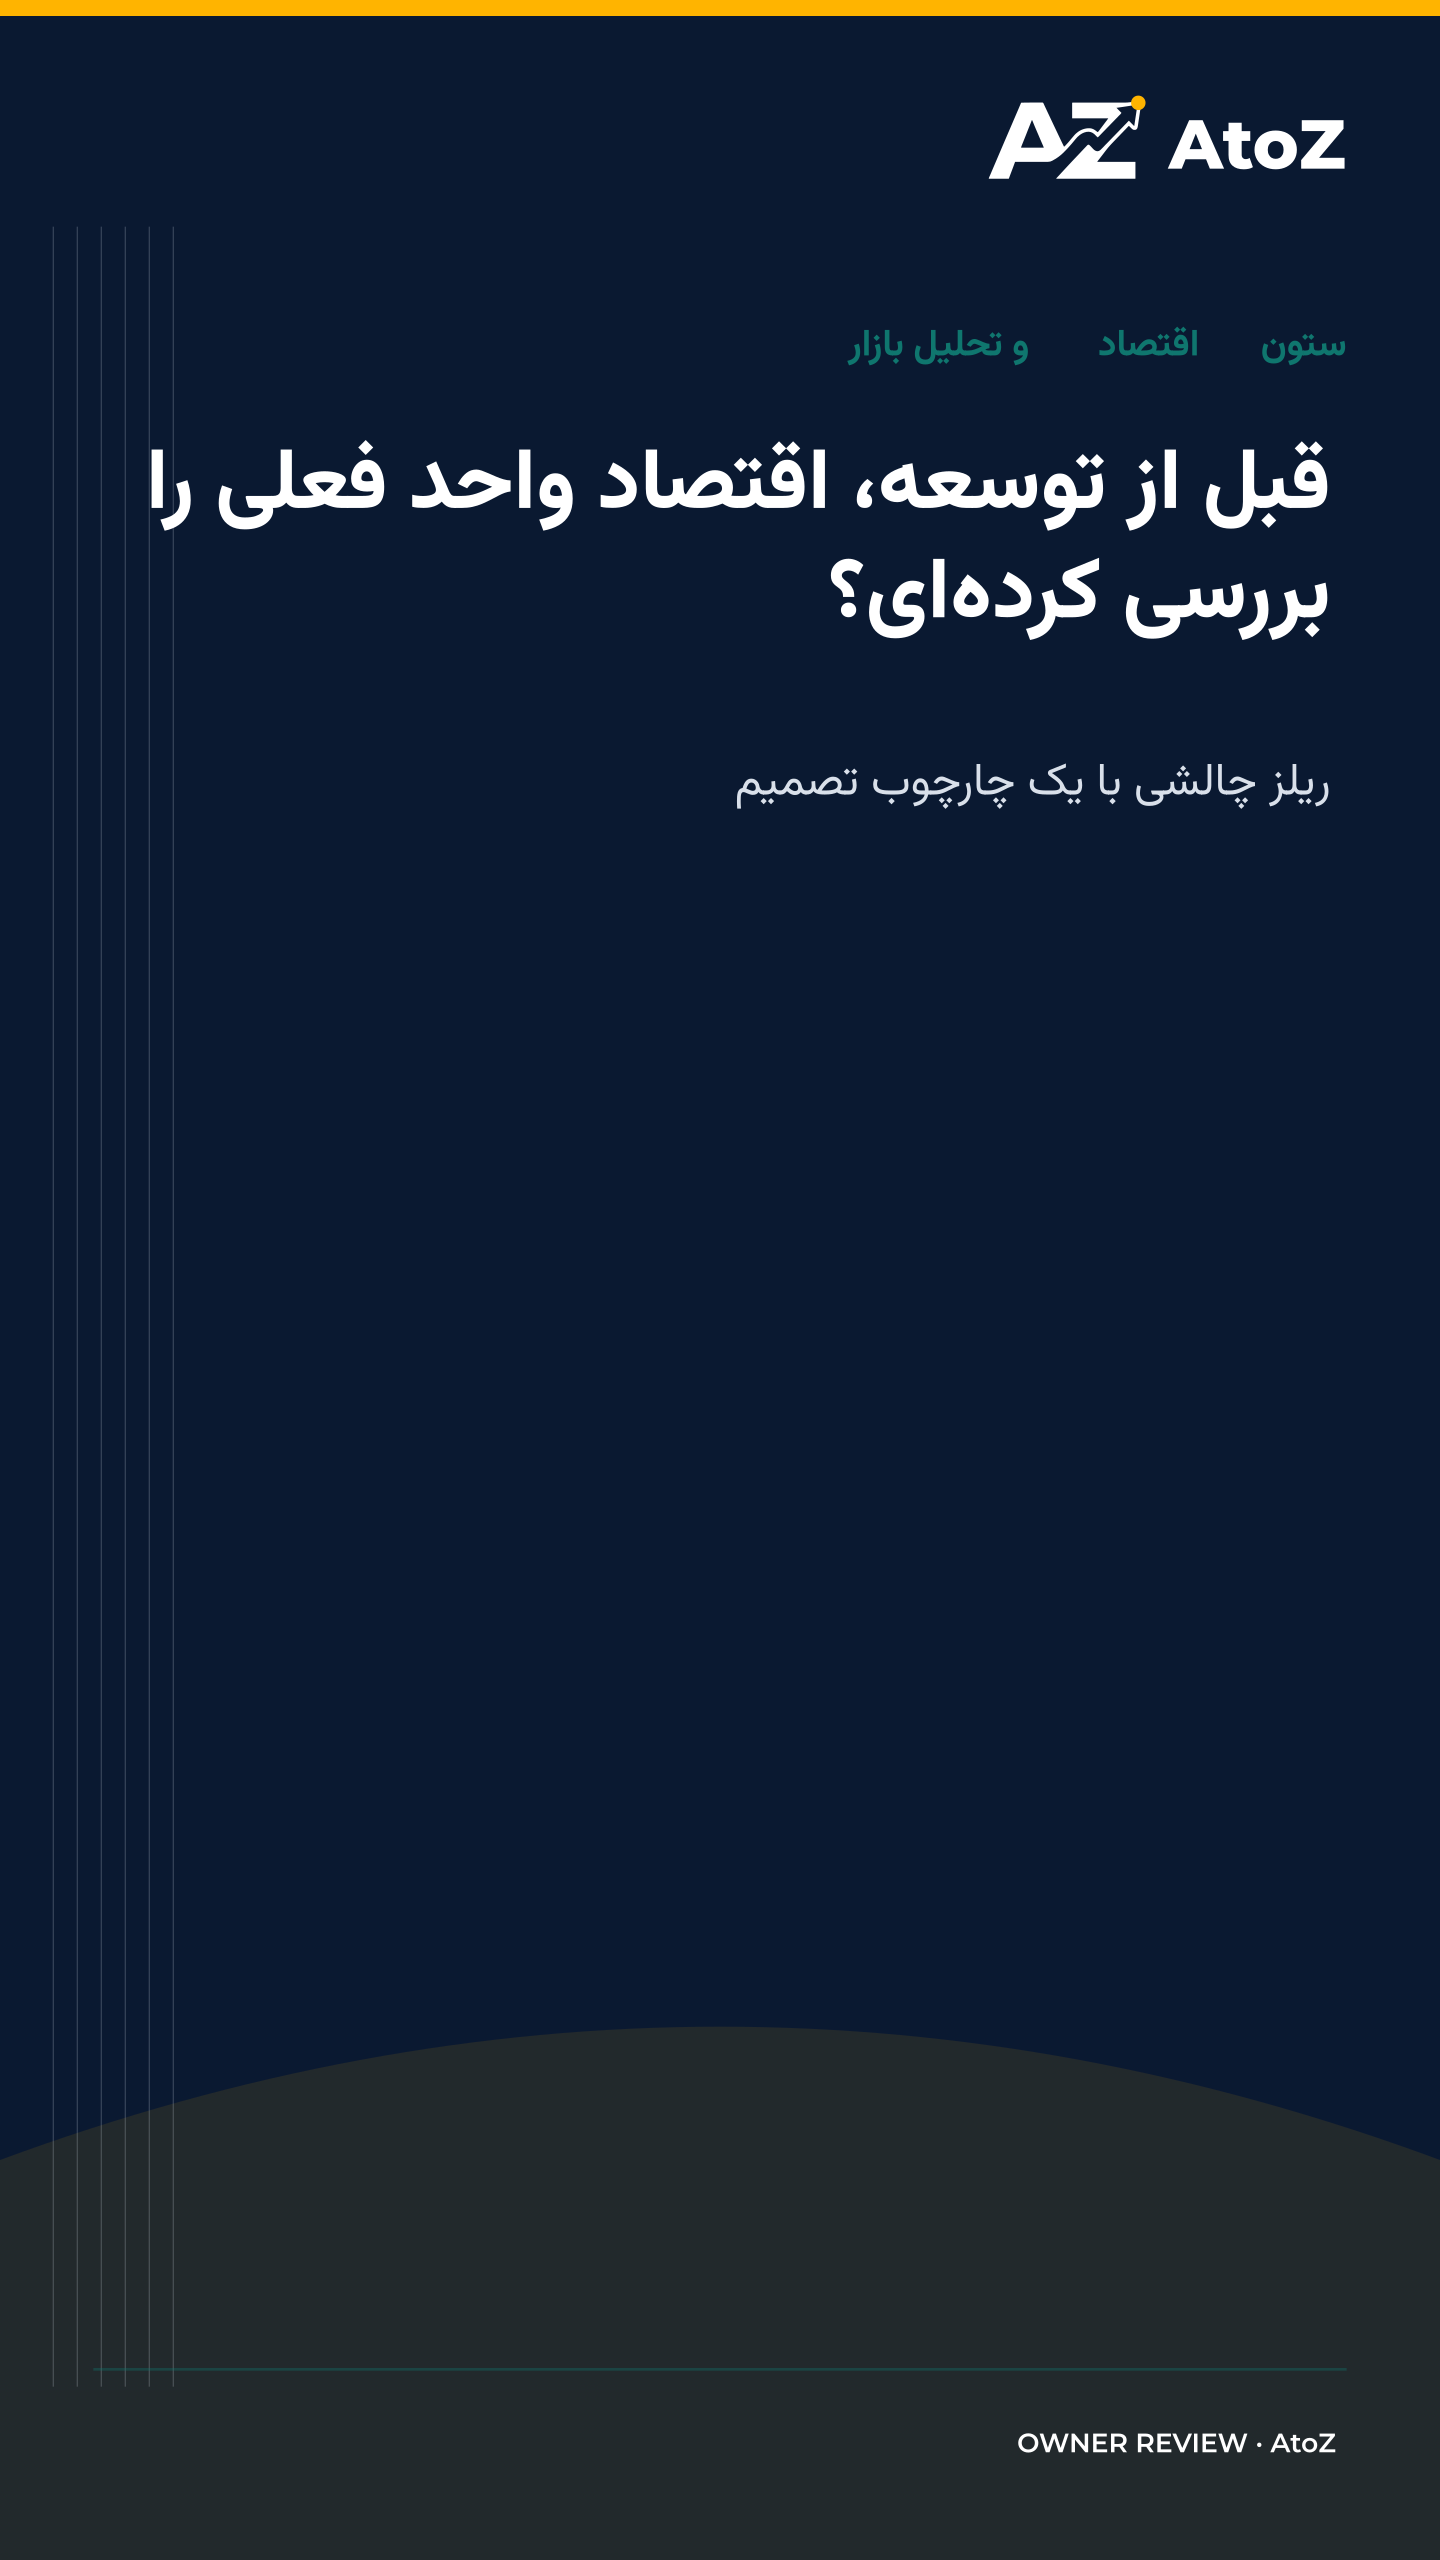 AZ AtoZ
ستون اقتصاد و تحلیل بازار
قبل از توسعه، اقتصاد واحد فعلی را
بررسی کرده‌ای؟
ریلز چالشی با یک چارچوب تصمیم
OWNER REVIEW · AtoZ